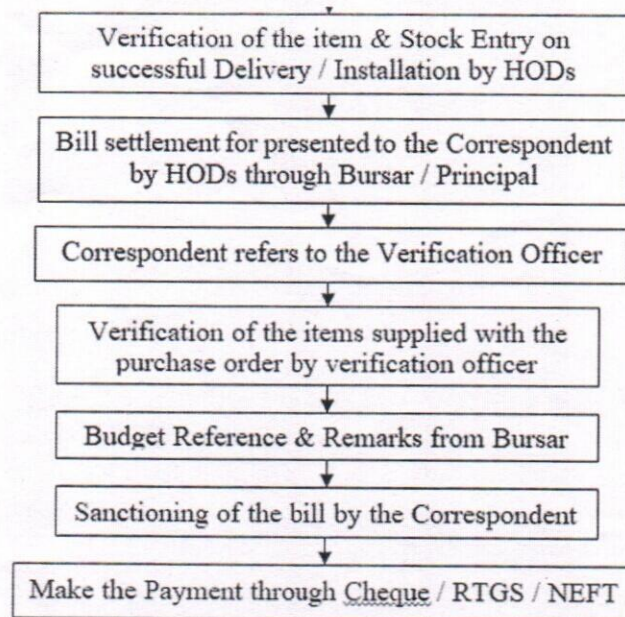 Verification of the item & Stock Entry on
successful Delivery / Installation by HODs
Bill settlement for presented to the Correspondent
by HODs through Bursar / Principal
Correspondent refers to the Verification Officer
Verification of the items supplied with the
purchase order by verification officer
Budget Reference & Remarks from Bursar
Sanctioning of the bill by the Correspondent
Make the Payment through Cheque / RTGS / NEFT